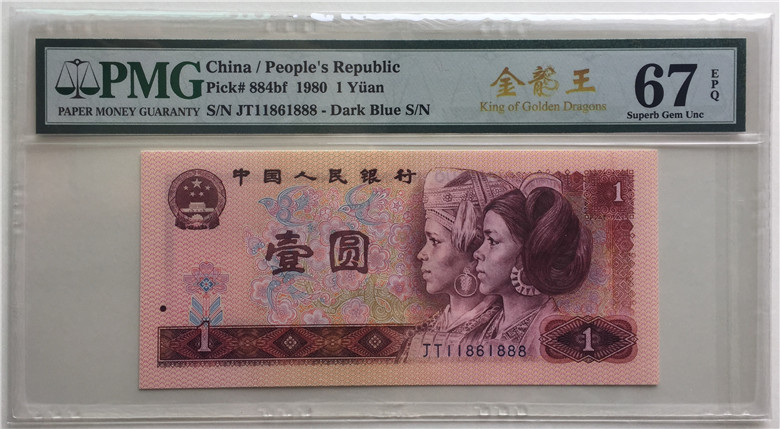 PMG
PAPER MONEY GUARANTY
China / People's Republic
Pick# 884bf 1980 1 Yüan
S/N JT11861888 - Dark Blue S/N
金龍王
King of Golden Dragons
67
EPQ
Superb Gem Unc
中国人民银行
1
壹圆
1
JT11861888
1